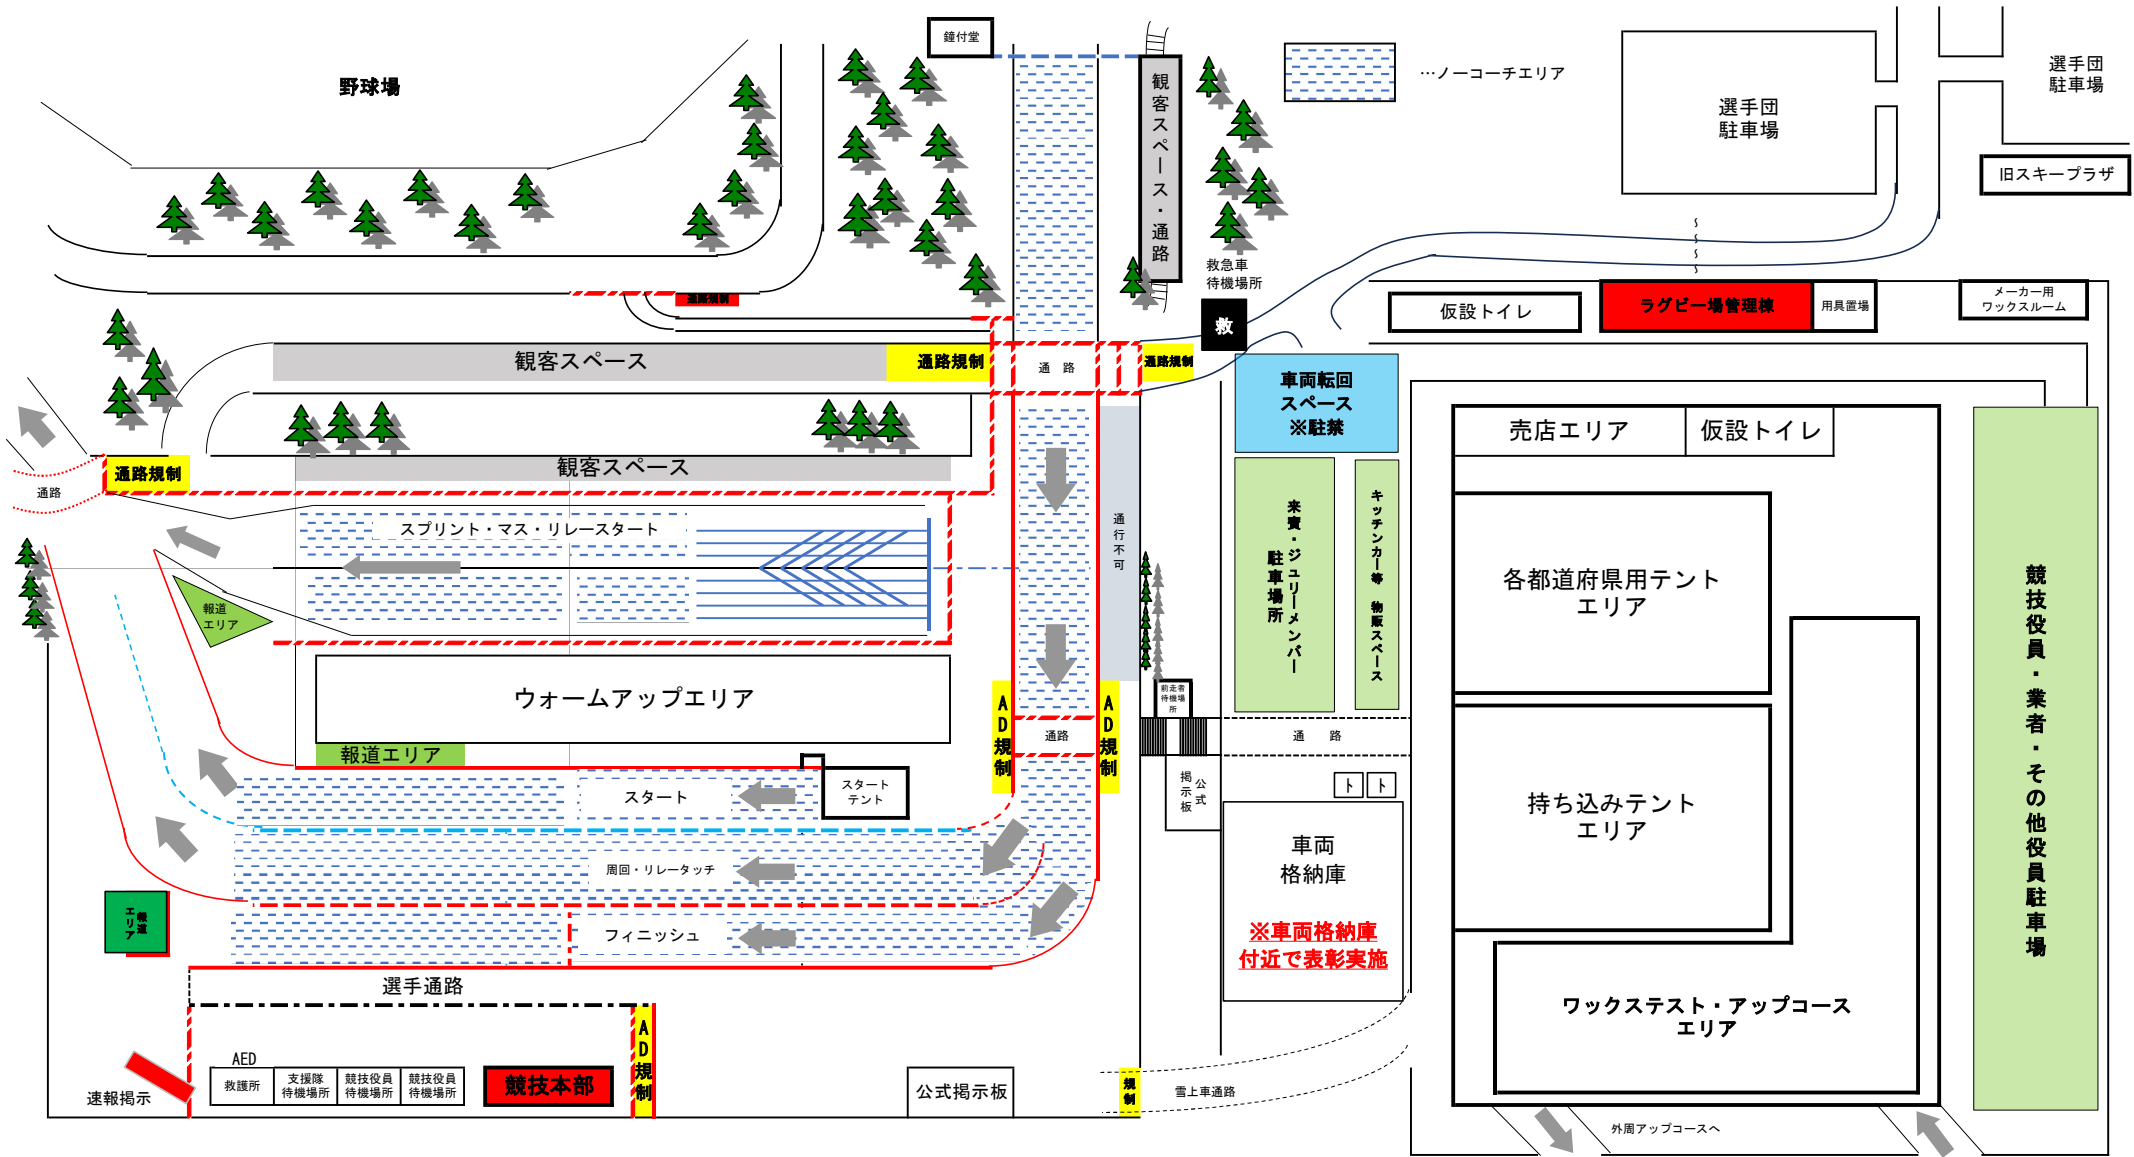 鐘付堂
野球場
観客スペース・通路
…ノーコーチエリア
選手団
駐車場
選手団
駐車場
旧スキープラザ
救急車
待機場所
救
通路規制
仮設トイレ
ラグビー場管理棟
用具置場
メーカー用
ワックスルーム
観客スペース
通路規制
通 路
通路規制
車両転回
スペース
※駐禁
売店エリア
仮設トイレ
観客スペース
通路規制
通路
スプリント・マス・リレースタート
通行不可
来賓・ジュリーメンバー
駐車場所
キッチンカー等 物販スペース
各都道府県用テント
エリア
競技役員・業者・その他役員駐車場
報道
エリア
ウォームアップエリア
前走者
待機場
所
AD規制
AD規制
通路
通 路
報道エリア
スタート
スタート
テント
公式
掲示板
ト
ト
持ち込みテント
エリア
周回・リレータッチ
車両
格納庫
※車両格納庫
付近で表彰実施
報道
エリア
フィニッシュ
選手通路
ワックステスト・アップコース
エリア
AD規制
AED
救護所
支援隊
待機場所
競技役員
待機場所
競技役員
待機場所
競技本部
速報掲示
公式掲示板
規制
雪上車通路
外周アップコースへ